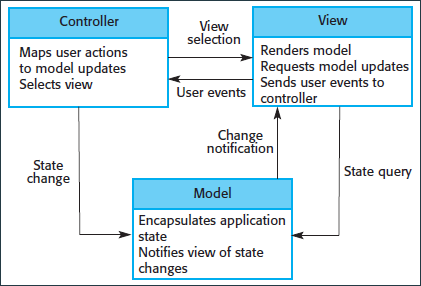 Controller
Maps user actions
to model updates
Selects view
View
selection
User events
View
Renders model
Requests model updates
Sends user events to
controller
State
change
Change
notification
State query
Model
Encapsulates application
state
Notifies view of state
changes